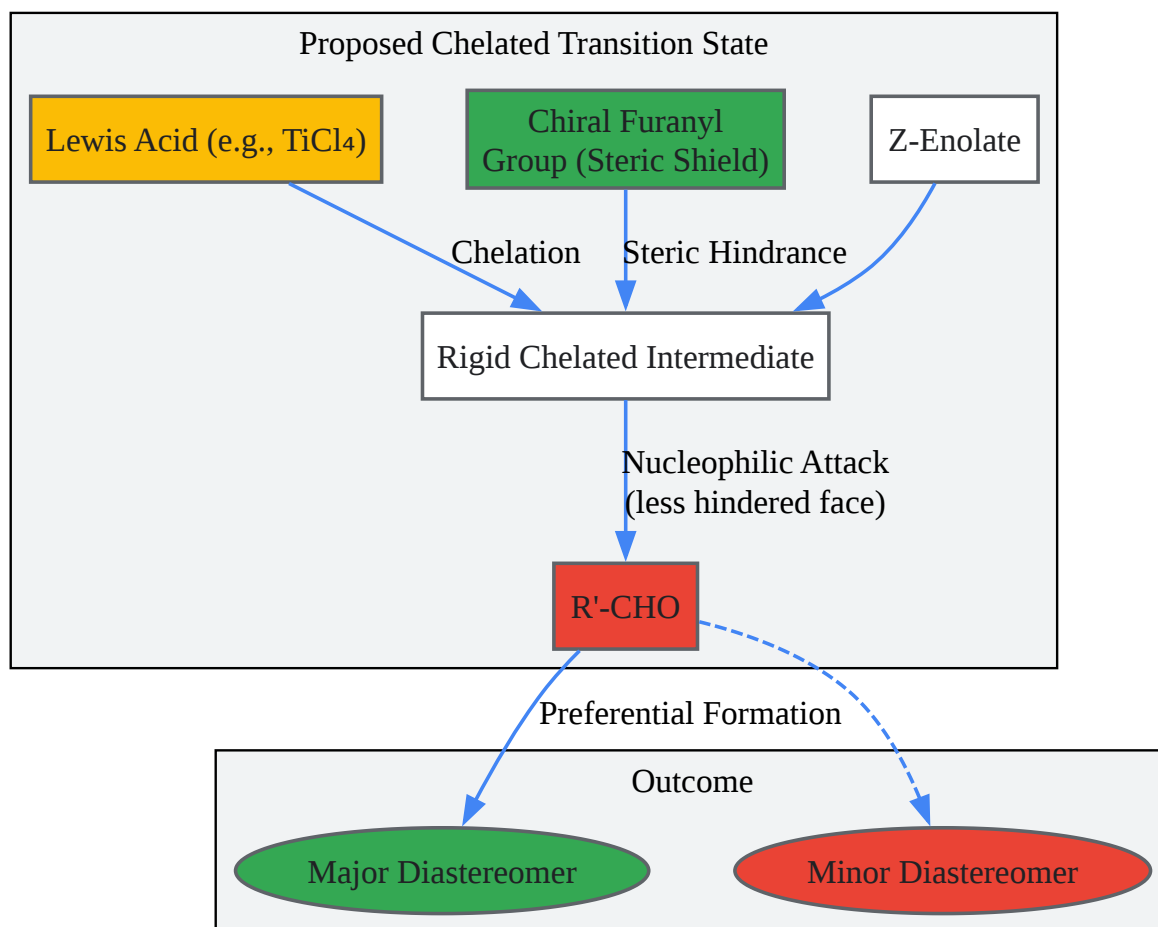 Proposed Chelated Transition State
Lewis Acid (e.g., TiCl₄)
Chiral Furanyl
Group (Steric Shield)
Z-Enolate
Chelation
Steric Hindrance
Rigid Chelated Intermediate
Nucleophilic Attack
(less hindered face)
R'-CHO
Preferential Formation
Outcome
Major Diastereomer
Minor Diastereomer